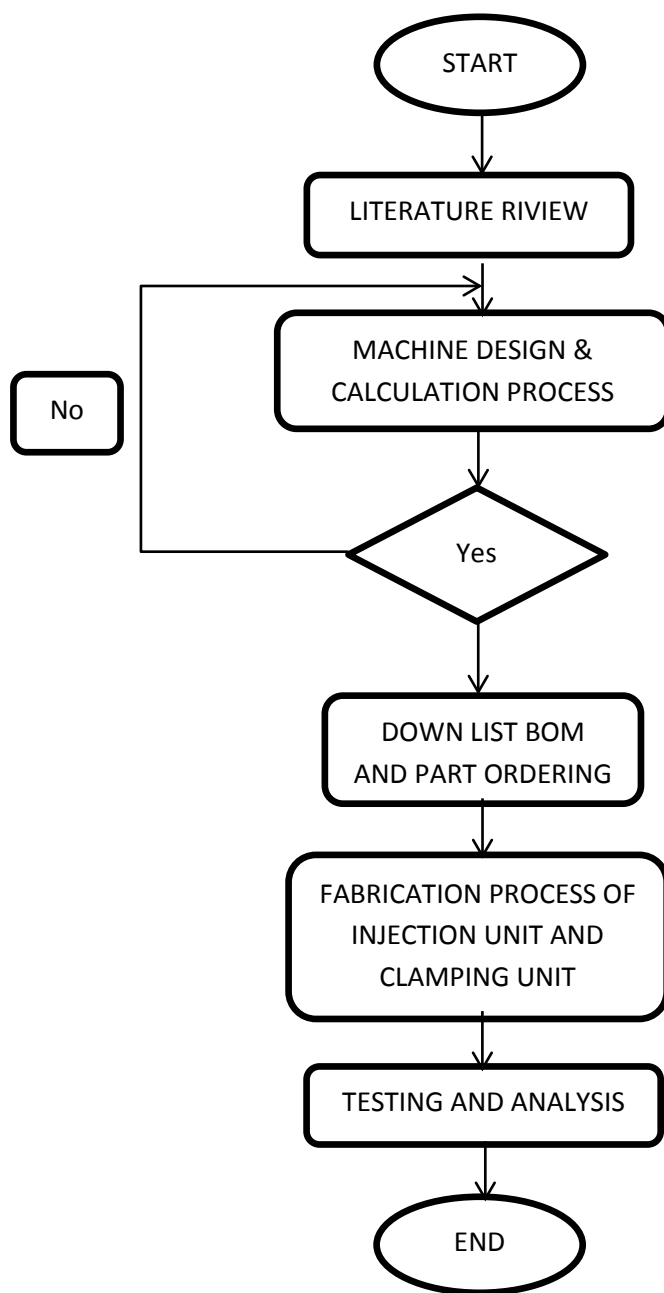 START
LITERATURE RIVIEW
MACHINE DESIGN &
CALCULATION PROCESS
No
Yes
DOWN LIST BOM
AND PART ORDERING
FABRICATION PROCESS OF
INJECTION UNIT AND
CLAMPING UNIT
TESTING AND ANALYSIS
END